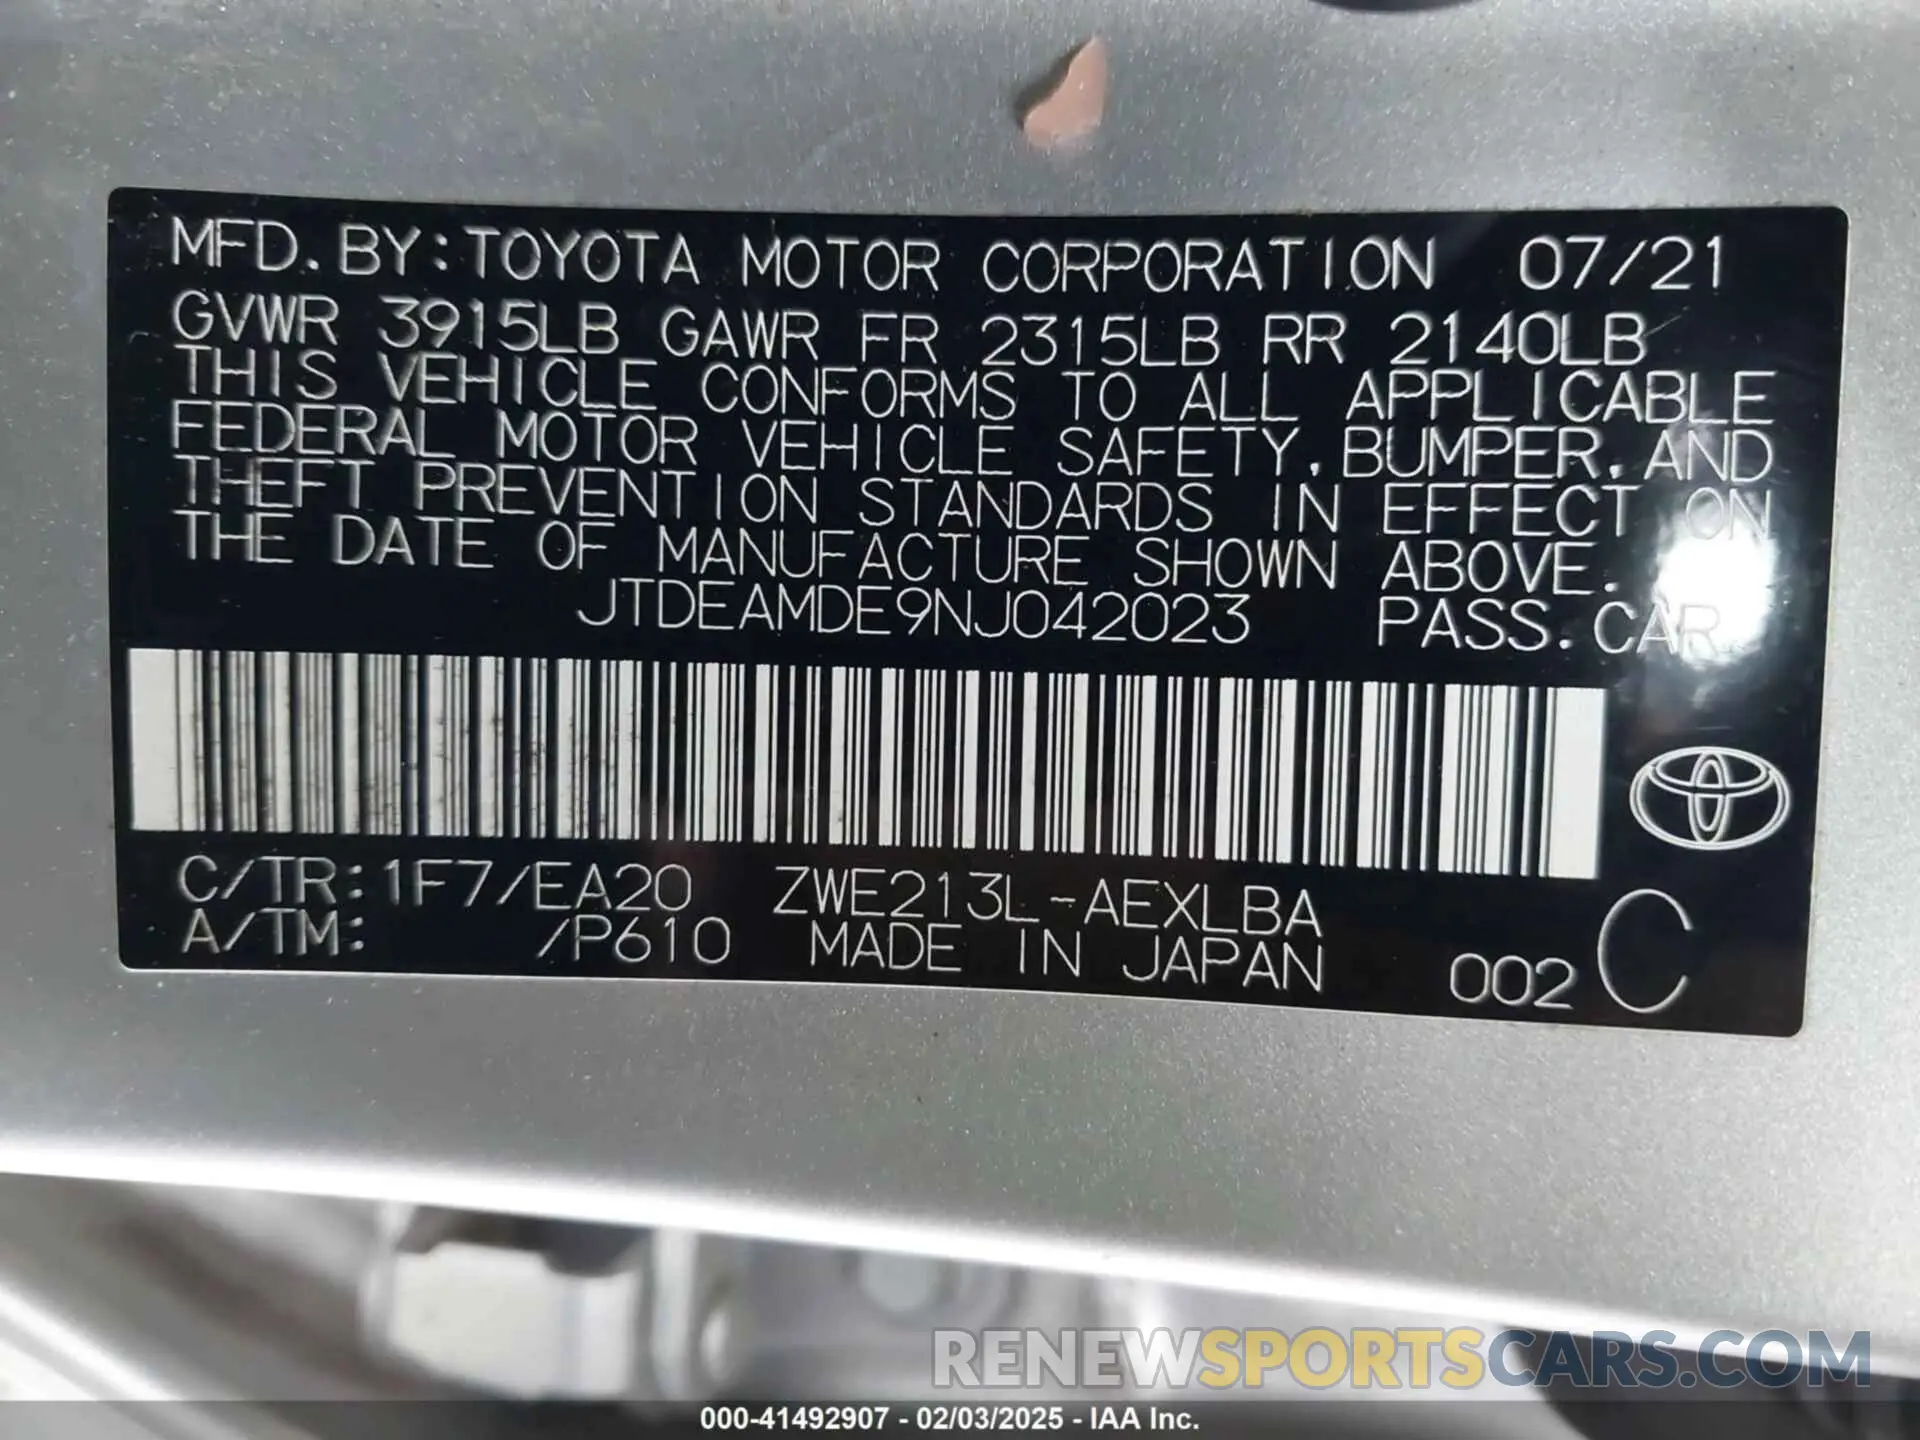 MFD. BY: TOYOTA MOTOR CORPORATION 07/21
GVWR 3915LB GAWR FR 2315LB RR 2140LB
THIS VEHICLE CONFORMS TO ALL APPLICABLE
FEDERAL MOTOR VEHICLE SAFETY, BUMPER, AND
THEFT PREVENTION STANDARDS IN EFFECT ON
THE DATE OF MANUFACTURE SHOWN ABOVE.
JTDEAMDE9NJ042023 PASS. CAR
C/TR: 1F7/EA20 ZWE213L-AEXLBA
A/TM: /P610 MADE IN JAPAN 002 C
RENEWSPORTSCARS.COM
000-41492907 - 02/03/2025 - IAA Inc.